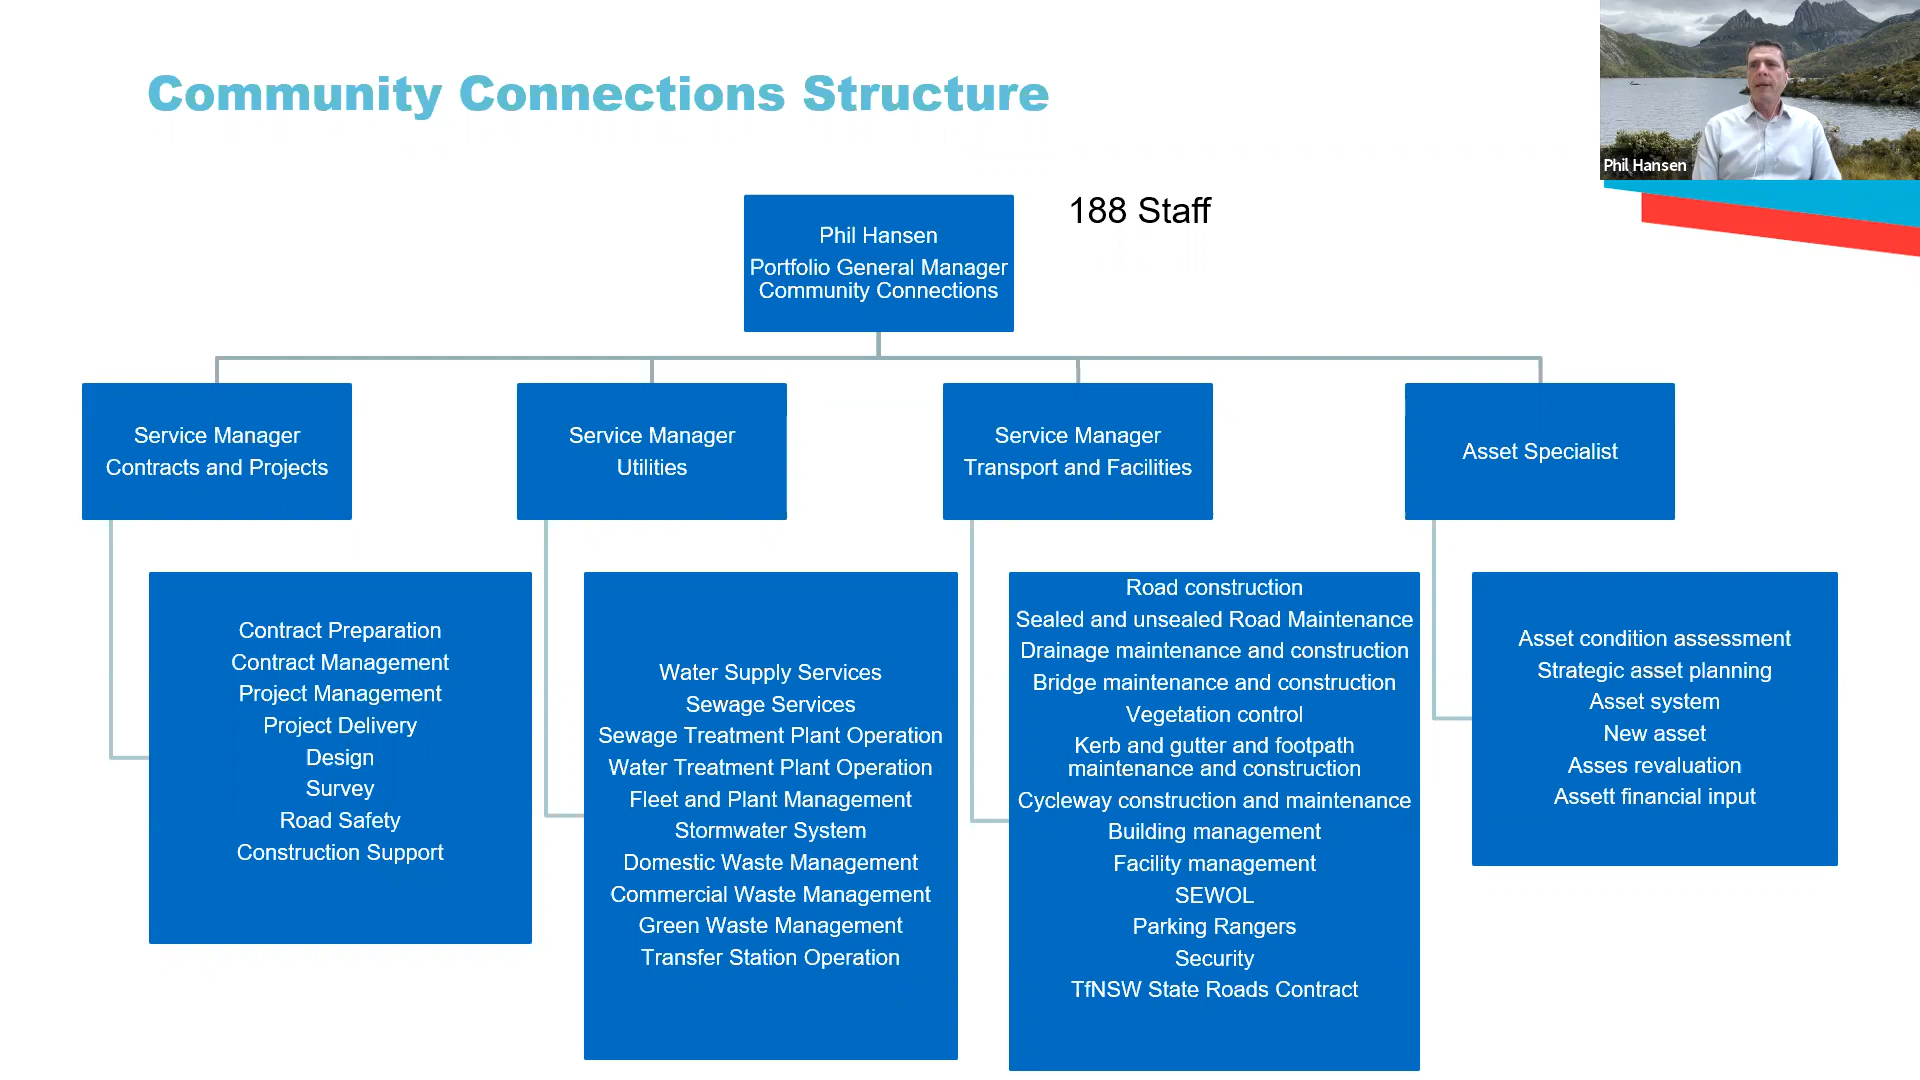 Community Connections Structure
Phil Hansen
188 Staff
Phil Hansen
Portfolio General Manager
Community Connections
Service Manager
Contracts and Projects
Service Manager
Utilities
Service Manager
Transport and Facilities
Asset Specialist
Contract Preparation
Contract Management
Project Management
Project Delivery
Design
Survey
Road Safety
Construction Support
Water Supply Services
Sewage Services
Sewage Treatment Plant Operation
Water Treatment Plant Operation
Fleet and Plant Management
Stormwater System
Domestic Waste Management
Commercial Waste Management
Green Waste Management
Transfer Station Operation
Road construction
Sealed and unsealed Road Maintenance
Drainage maintenance and construction
Bridge maintenance and construction
Vegetation control
Kerb and gutter and footpath
maintenance and construction
Cycleway construction and maintenance
Building management
Facility management
SEWOL
Parking Rangers
Security
TfNSW State Roads Contract
Asset condition assessment
Strategic asset planning
Asset system
New asset
Asses revaluation
Assett financial input